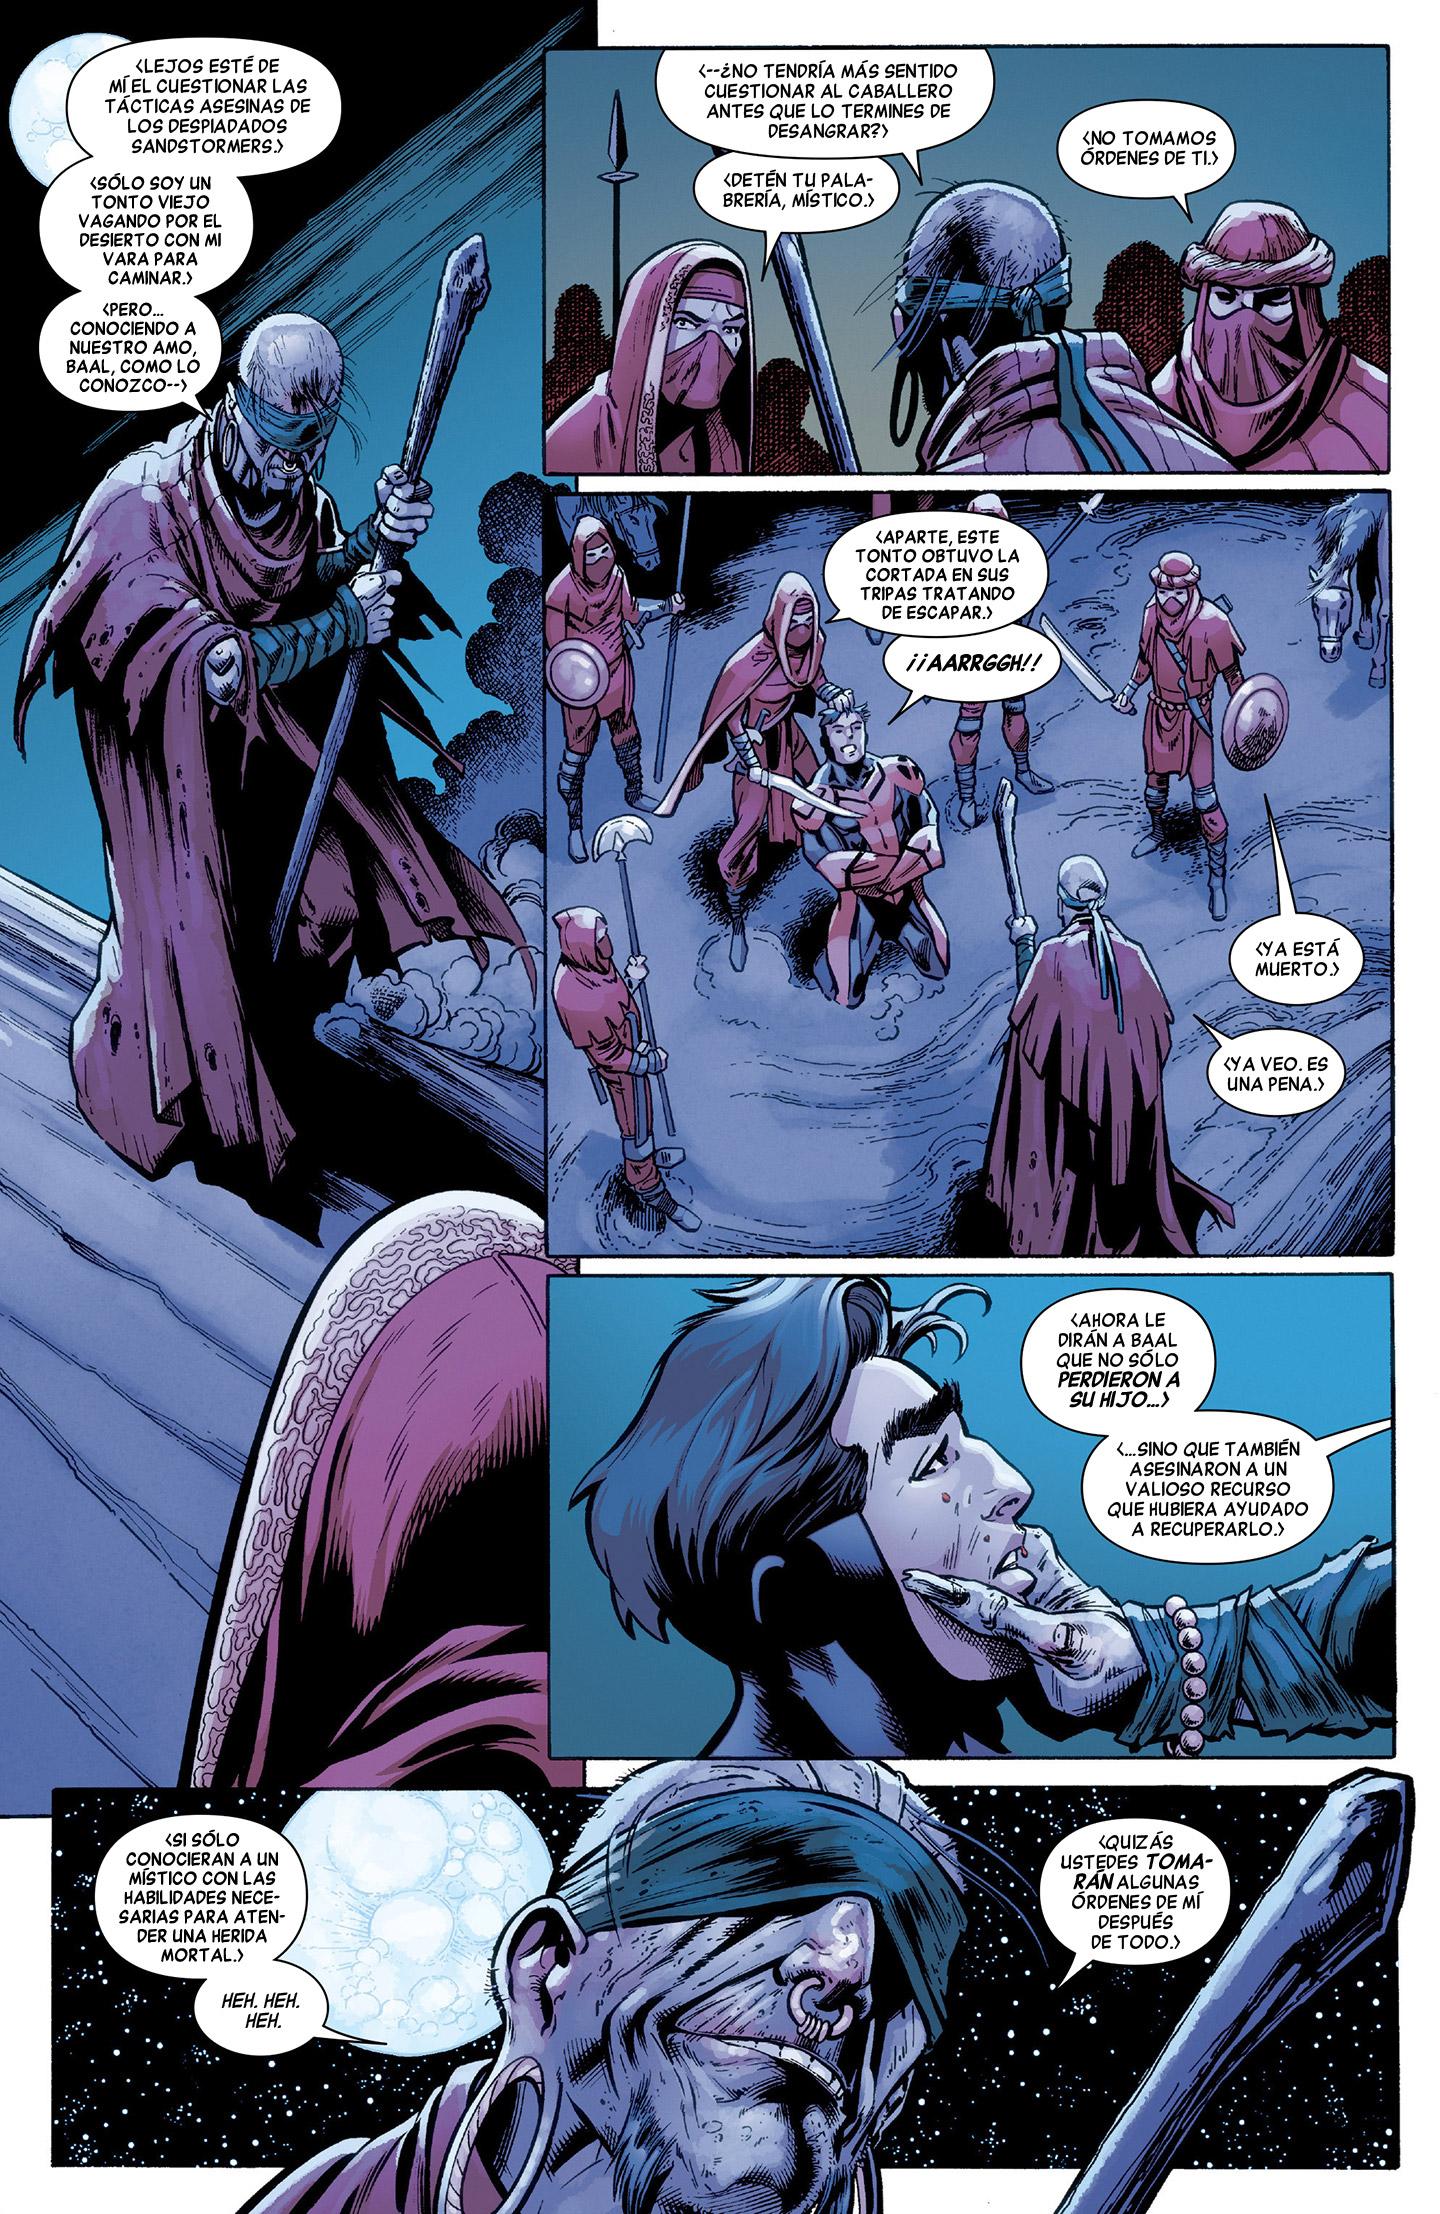 <LEJOS ESTÉ DE
MÍ EL CUESTIONAR LAS
TÁCTICAS ASESINAS DE
LOS DESPIADADOS
SANDSTORMERS.>
<SÓLO SOY UN
TONTO VIEJO
VAGANDO POR EL
DESIERTO CON MI
VARA PARA
CAMINAR.>
<PERO...
CONOCIENDO A
NUESTRO AMO,
BAAL, COMO LO
CONOZCO-->
<--¿NO TENDRÍA MÁS SENTIDO
CUESTIONAR AL CABALLERO
ANTES QUE LO TERMINES DE
DESANGRAR?>
<DETÉN TU PALA-
BRERÍA, MÍSTICO.>
<NO TOMAMOS
ÓRDENES DE TI.>
<APARTE, ESTE
TONTO OBTUVO LA
CORTADA EN SUS
TRIPAS TRATANDO
DE ESCAPAR.>
¡¡AARRGGH!!
<YA ESTÁ
MUERTO.>
<YA VEO. ES
UNA PENA.>
<AHORA LE
DIRÁN A BAAL
QUE NO SÓLO
PERDIERON A
SU HIJO...>
<...SINO QUE TAMBIÉN
ASESINARON A UN
VALIOSO RECURSO
QUE HUBIERA AYUDADO
A RECUPERARLO.>
<SI SÓLO
CONOCIERAN A UN
MÍSTICO CON LAS
HABILIDADES NECE-
SARIAS PARA ATEN-
DER UNA HERIDA
MORTAL.>
HEH. HEH.
HEH.
<QUIZÁS
USTEDES TOMA-
RÁN ALGUNAS
ÓRDENES DE MÍ
DESPUÉS
DE TODO.>